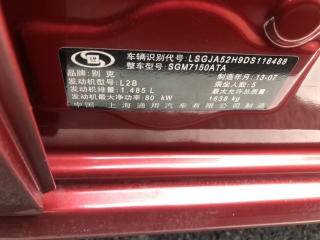 车辆识别代号: LSGJA52H9DS116488
整车型号: SGM7150ATA
品牌: 别克 制造年月 13-07
发动机型号: L2B 乘坐人数: 5
发动机排量: 1.485 L 最大允许总质量
发动机最大净功率: 80 kW 1638 kg
中国 上海通用汽车有限公司